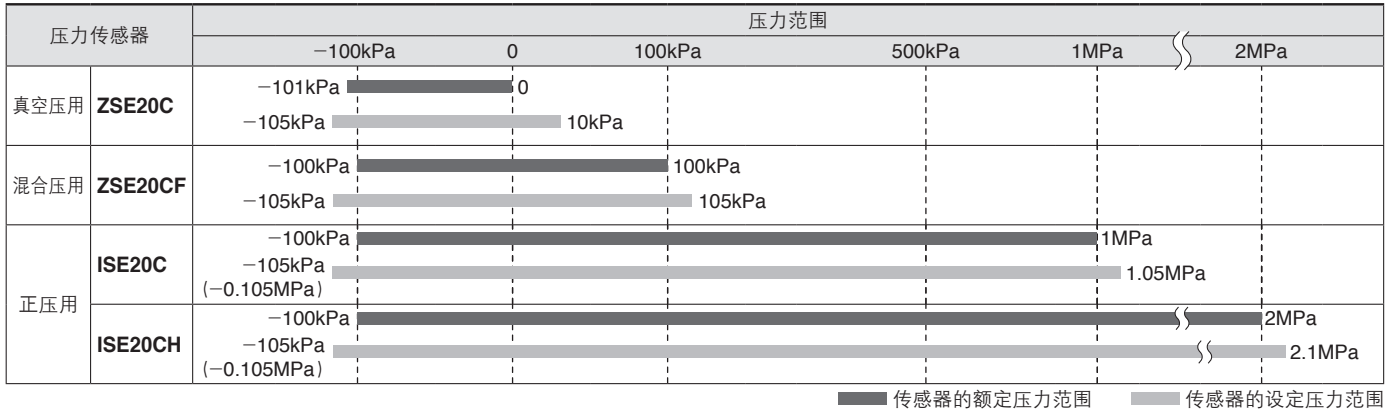 压力传感器
压力范围
−100kPa 0 100kPa 500kPa 1MPa 2MPa
真空压用 ZSE20C
−101kPa 0
−105kPa 10kPa
混合压用 ZSE20CF
−100kPa 100kPa
−105kPa 105kPa
正压用
ISE20C
−100kPa 1MPa
−105kPa 1.05MPa
(−0.105MPa)
ISE20CH
−100kPa 2MPa
−105kPa 2.1MPa
(−0.105MPa)
传感器的额定压力范围 传感器的设定压力范围